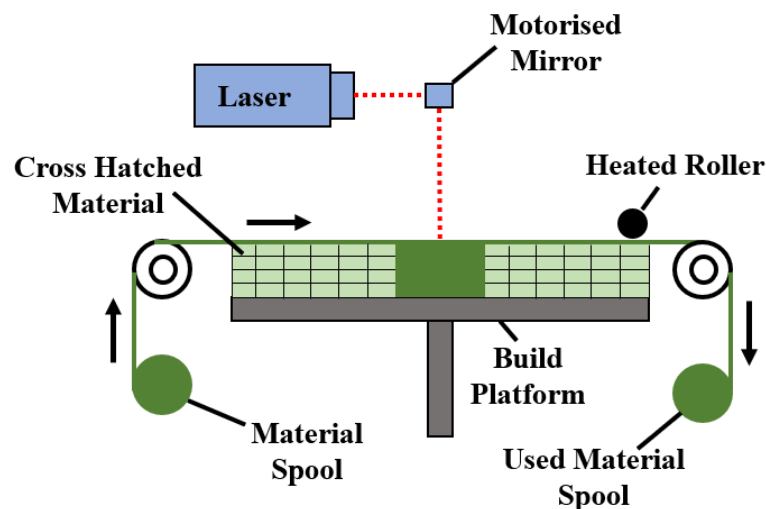 Motorised
Mirror
Laser
Cross Hatched
Material
Heated Roller
Build
Platform
Material
Spool
Used Material
Spool